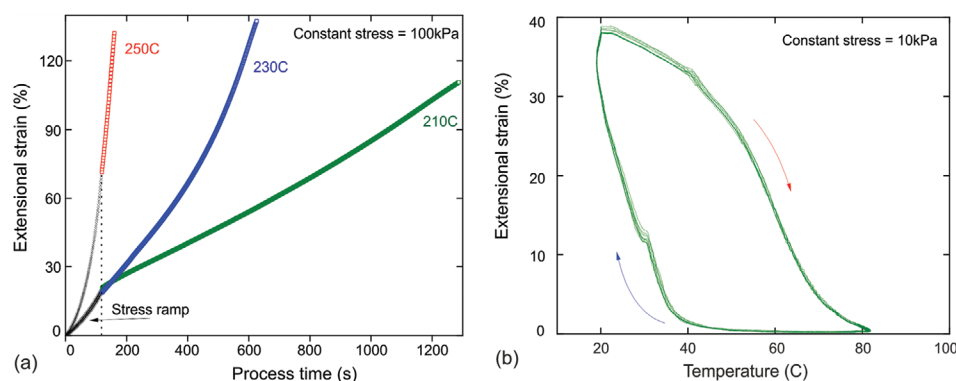 Constant stress = 100kPa
250C
230C
210C
Stress ramp
120
90
60
30
0
0 200 400 600 800 1000 1200
Extensional strain (%)
Process time (s)
(a)
Constant stress = 10kPa
40
30
20
10
0
20 40 60 80 100
Extensional strain (%)
Temperature (C)
(b)